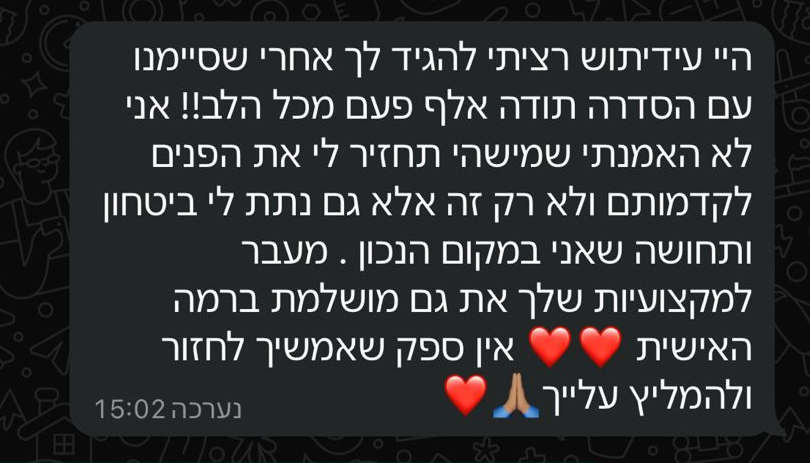 היי עידיתוש רציתי להגיד לך אחרי שסיימנו
עם הסדרה תודה אלף פעם מכל הלב!! אני
לא האמנתי שמישהי תחזיר לי את הפנים
לקדמותם ולא רק זה אלא גם נתת לי ביטחון
ותחושה שאני במקום הנכון . מעבר
למקצועיות שלך את גם מושלמת ברמה
האישית ❤️❤️ אין ספק שאמשיך לחזור
ולהמליץ עלייך🙏🏽❤️
נערכה 15:02